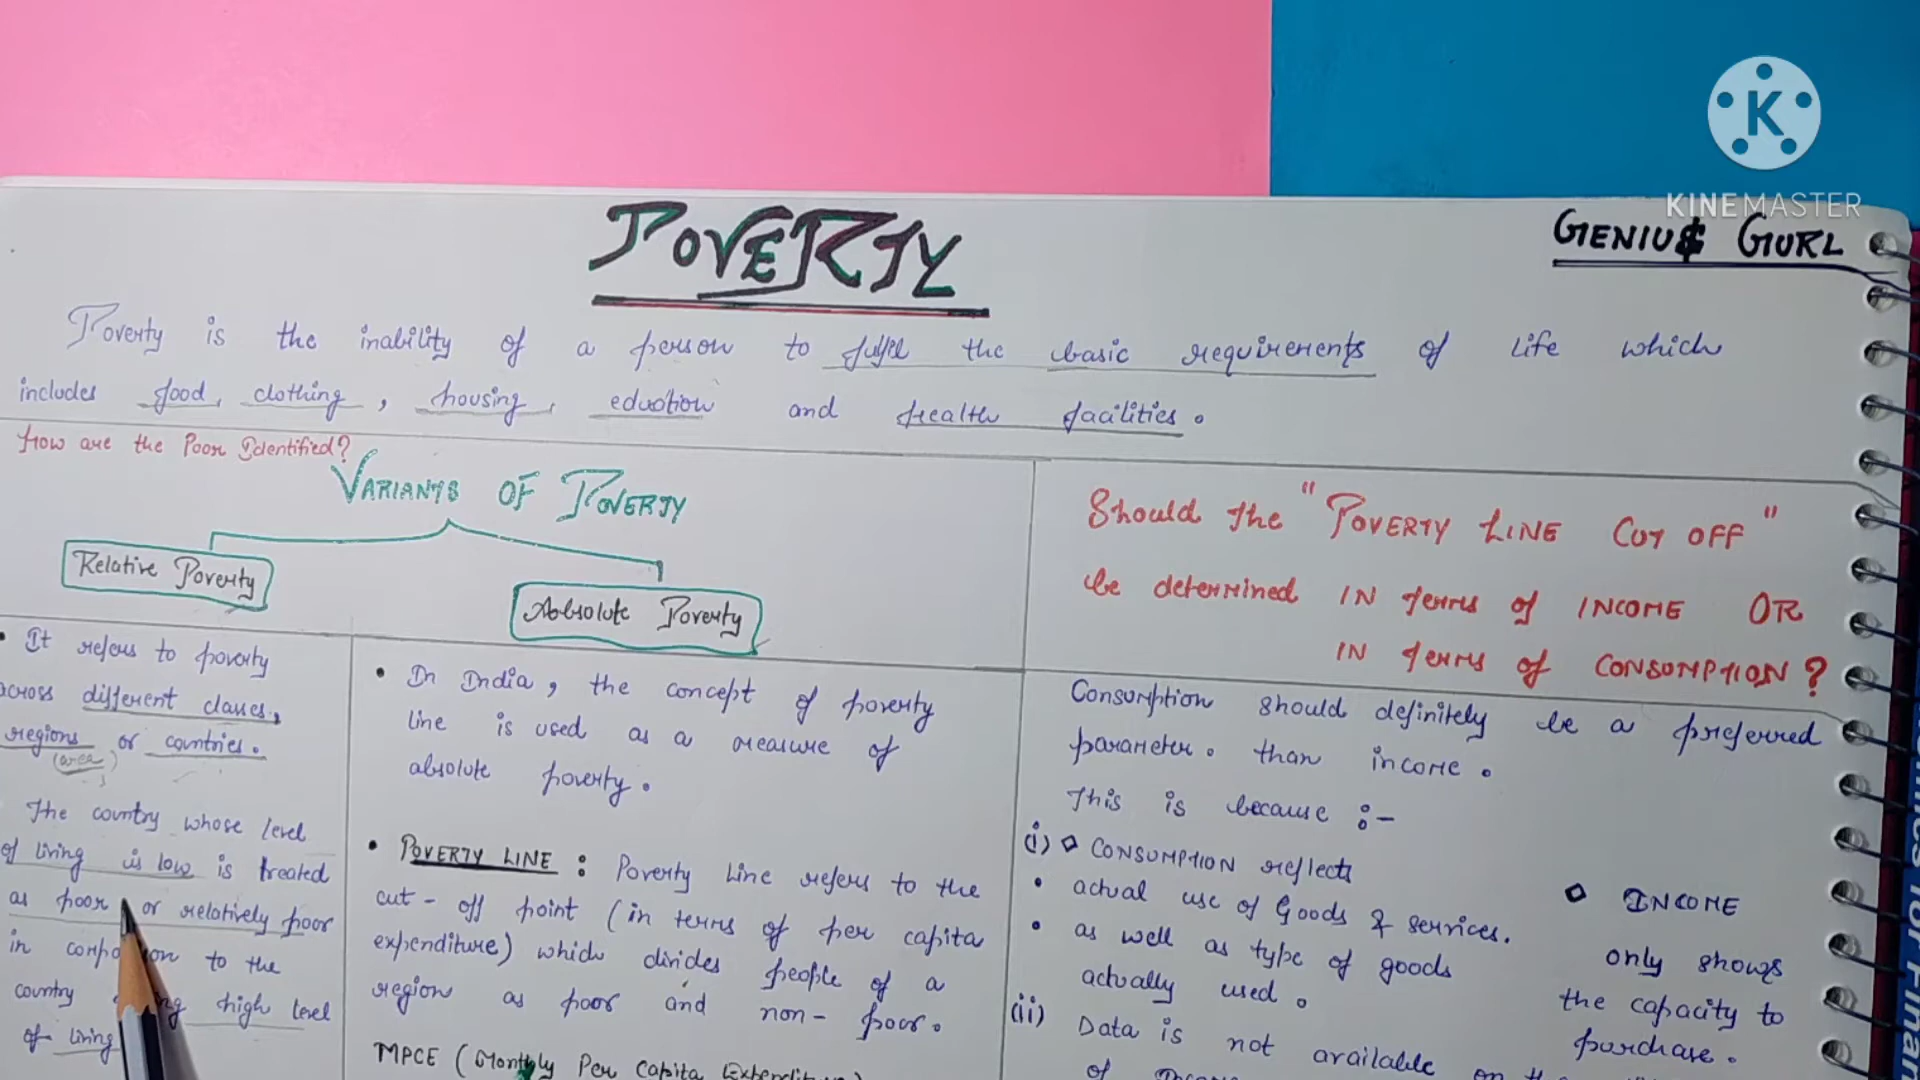 K
KINEMASTER
POVERTY
GENIU$ GURL
Poverty is the inability of a person to fulfil the basic requirements of life which
includes food, clothing, housing, eduction and health facilities.
How are the Poor Identified?
VARIANTS OF POVERTY
Relative Poverty
Absolute Poverty
• It refers to poverty
across different classes,
regions or countries.
(area)
The country whose level
of living is low is treated
as poor or relatively poor
in
to the
country
high level
of living
• In India, the concept of poverty
line is used as a measure of
absolute poverty.
• POVERTY LINE : Poverty line refers to the
cut-off point (in terms of per capita
expenditure) which divides people of a
region as poor and non-poor.
MPCE (Monthly Per Capita Expenditure)
Should the "POVERTY LINE CUT OFF"
be determined IN terms of INCOME OR
IN terms of CONSUMPTION?
Consumption should definitely be a preferred
parameter. than income.
This is because :-
(i) ◇ CONSUMPTION reflects
• actual use of Goods & services.
• as well as type of goods
actually used.
(ii) Data is not available on
of
◇ INCOME
only shows
the capacity to
purchase.